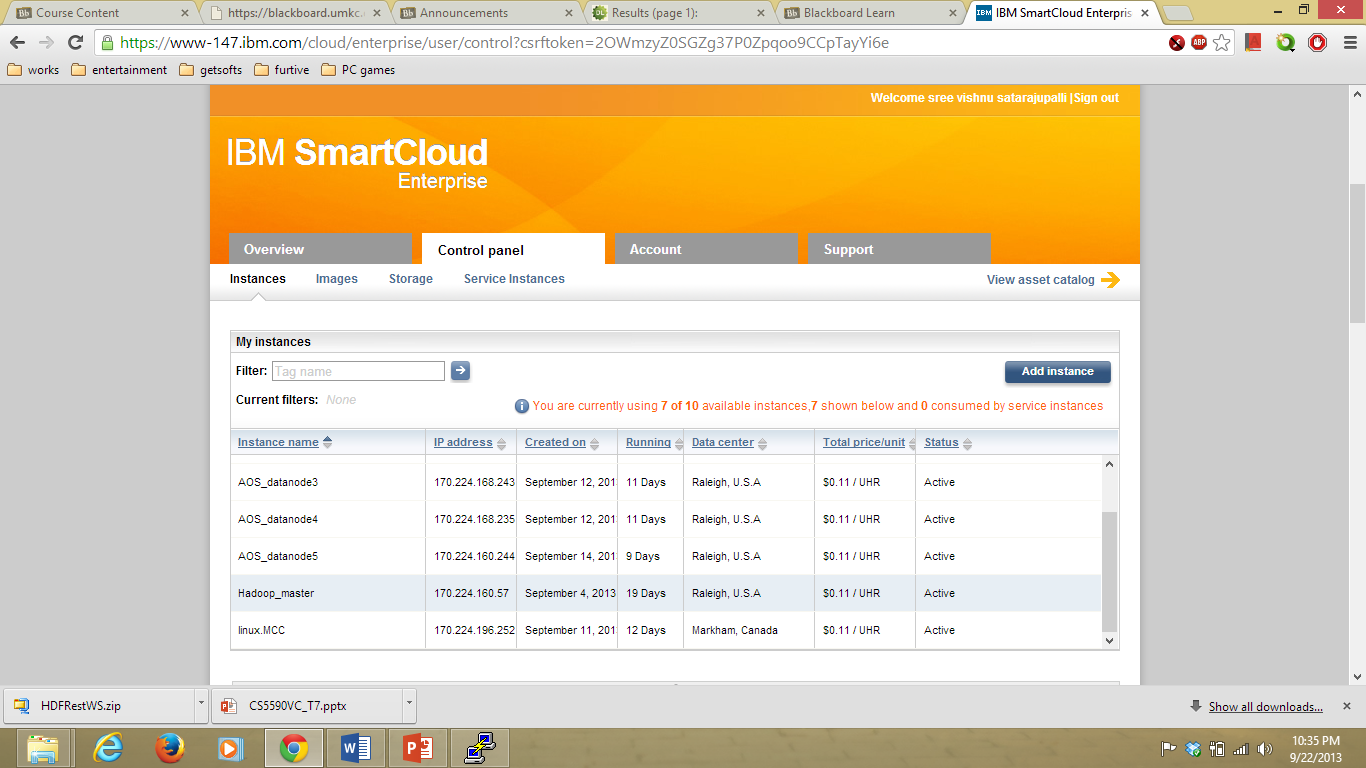 Course Content
https://blackboard.umkc.
Announcements
Results (page 1):
Blackboard Learn
IBM SmartCloud Enterpris
https://www-147.ibm.com/cloud/enterprise/user/control?csrftoken=2OWmzyZ0SGZg37P0Zpqoo9CCpTayYi6e
works entertainment getsofts furtive PC games
Welcome sree vishnu satarajupalli |Sign out
IBM SmartCloud
Enterprise
Overview Control panel Account Support
Instances Images Storage Service Instances View asset catalog
My instances
Filter: Tag name Add instance
Current filters: None
You are currently using 7 of 10 available instances,7 shown below and 0 consumed by service instances
Instance name IP address Created on Running Data center Total price/unit Status
AOS_datanode3 170.224.168.243 September 12, 201 11 Days Raleigh, U.S.A $0.11 / UHR Active
AOS_datanode4 170.224.168.235 September 12, 201 11 Days Raleigh, U.S.A $0.11 / UHR Active
AOS_datanode5 170.224.160.244 September 14, 201 9 Days Raleigh, U.S.A $0.11 / UHR Active
Hadoop_master 170.224.160.57 September 4, 2013 19 Days Raleigh, U.S.A $0.11 / UHR Active
linux.MCC 170.224.196.252 September 11, 201 12 Days Markham, Canada $0.11 / UHR Active
HDFRestWS.zip CS5590VC_T7.pptx Show all downloads...
10:35 PM
9/22/2013